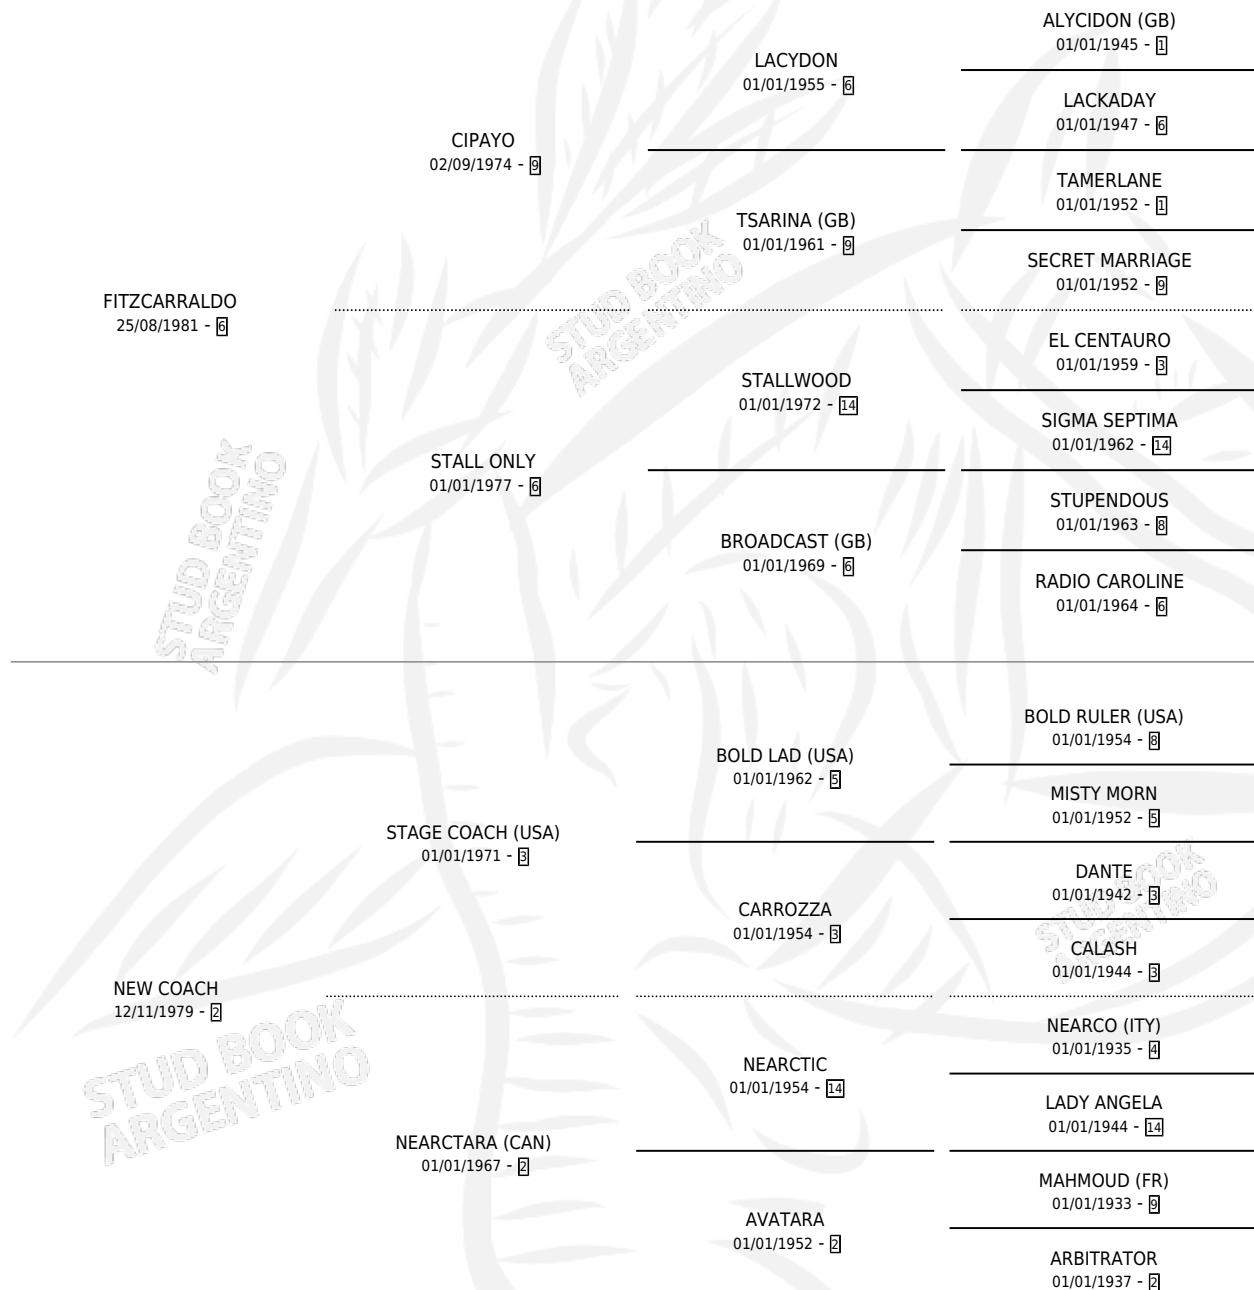 ALYCIDON (GB)
01/01/1945 - 1
LACYDON
01/01/1955 - 6
LACKADAY
01/01/1947 - 6
CIPAYO
02/09/1974 - 9
TAMERLANE
01/01/1952 - 1
TSARINA (GB)
01/01/1961 - 9
SECRET MARRIAGE
01/01/1952 - 9
FITZCARRALDO
25/08/1981 - 6
STUD BOOK
ARGENTINO
EL CENTAURO
01/01/1959 - 3
STALLWOOD
01/01/1972 - 14
SIGMA SEPTIMA
01/01/1962 - 14
STALL ONLY
01/01/1977 - 6
STUPENDOUS
01/01/1963 - 8
BROADCAST (GB)
01/01/1969 - 6
RADIO CAROLINE
01/01/1964 - 6
STUD BOOK
ARGENTINO
BOLD RULER (USA)
01/01/1954 - 8
BOLD LAD (USA)
01/01/1962 - 5
MISTY MORN
01/01/1952 - 5
STAGE COACH (USA)
01/01/1971 - 3
DANTE
01/01/1942 - 3
CARROZZA
01/01/1954 - 3
CALASH
01/01/1944 - 3
STUD BOOK
ARGENTINO
NEW COACH
12/11/1979 - 2
NEARCO (ITY)
01/01/1935 - 4
NEARCTIC
01/01/1954 - 14
LADY ANGELA
01/01/1944 - 14
STUD BOOK
ARGENTINO
NEARCTARA (CAN)
01/01/1967 - 2
MAHMOUD (FR)
01/01/1933 - 9
AVATARA
01/01/1952 - 2
ARBITRATOR
01/01/1937 - 2